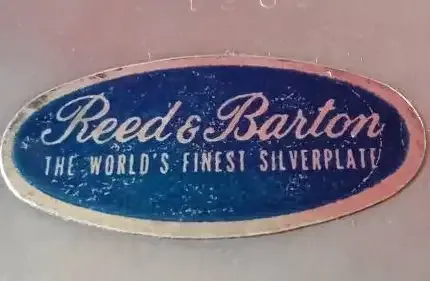 Reed & Barton
THE WORLD'S FINEST SILVERPLATE